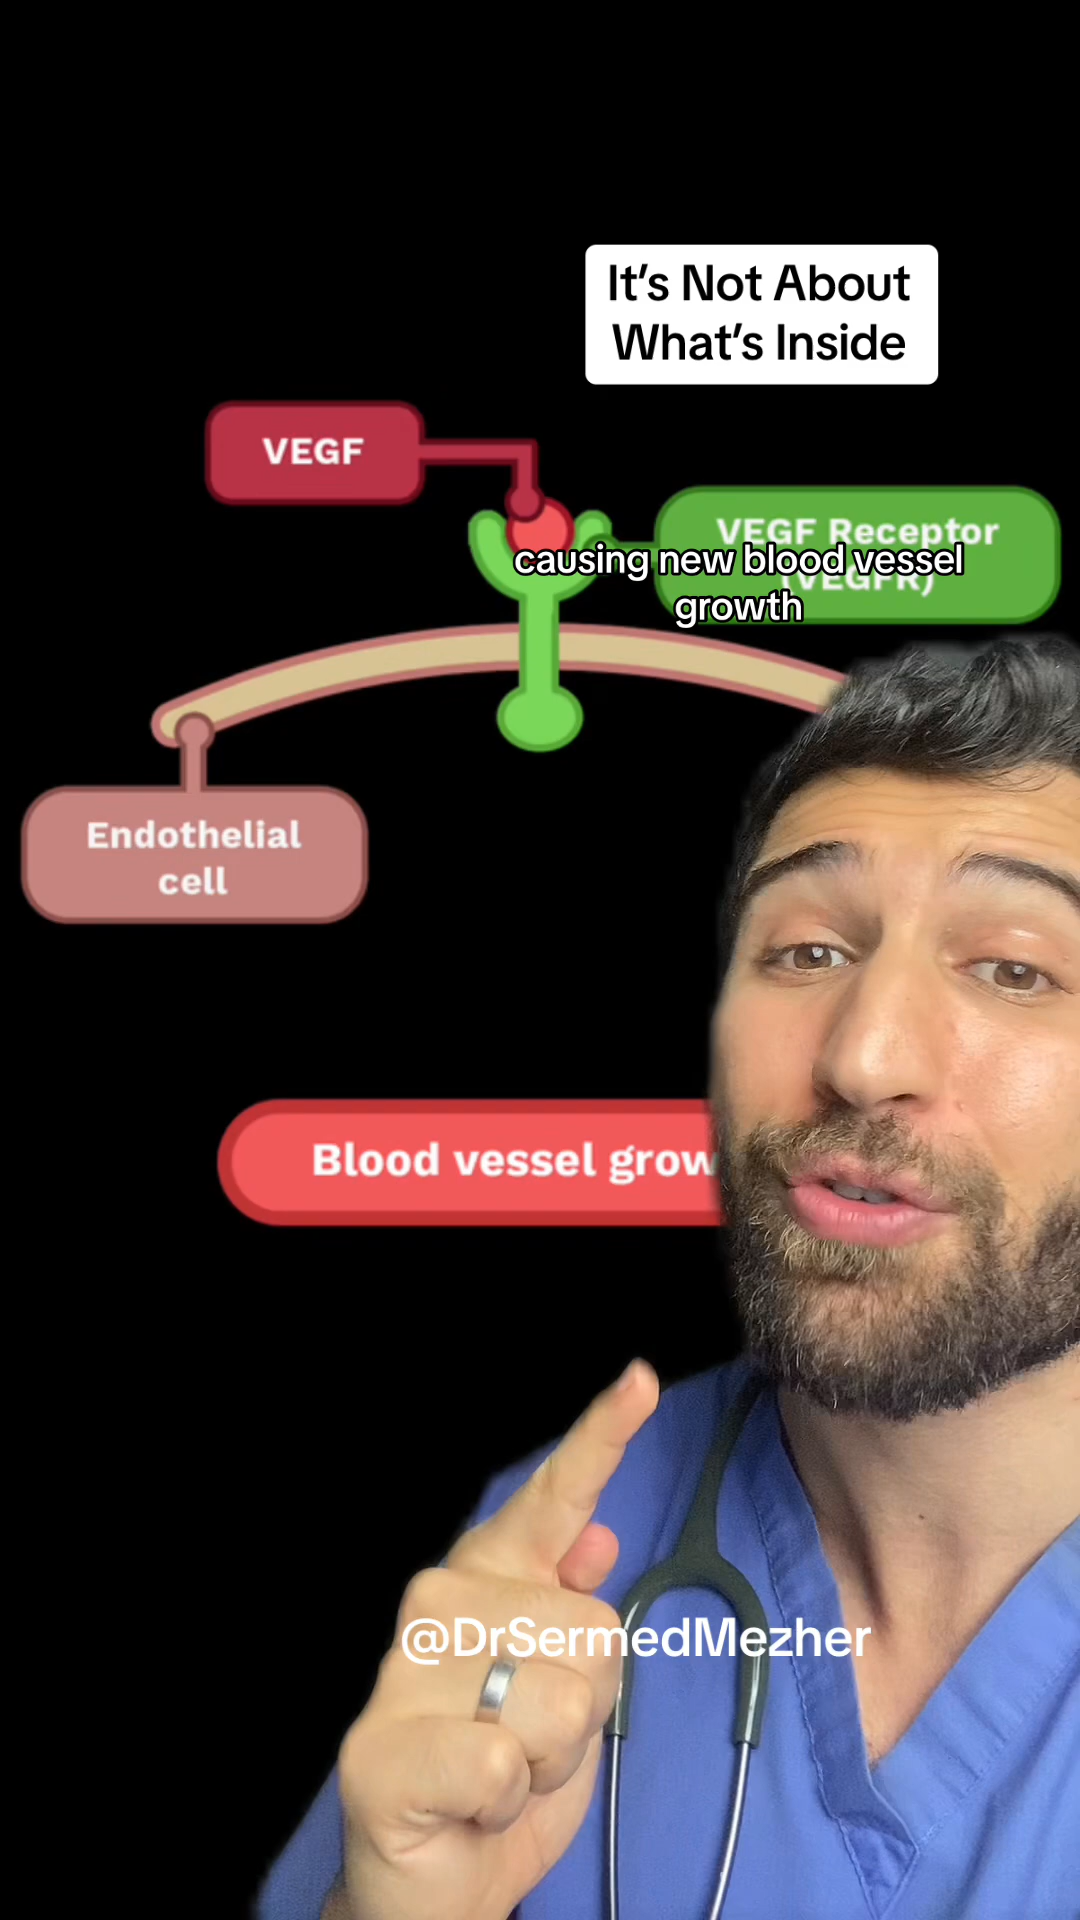 It's Not About
What's Inside
VEGF
VEGF Receptor
(VEGFR)
causing new blood vessel
growth
Endothelial
cell
Blood vessel grow
@DrSermedMezher